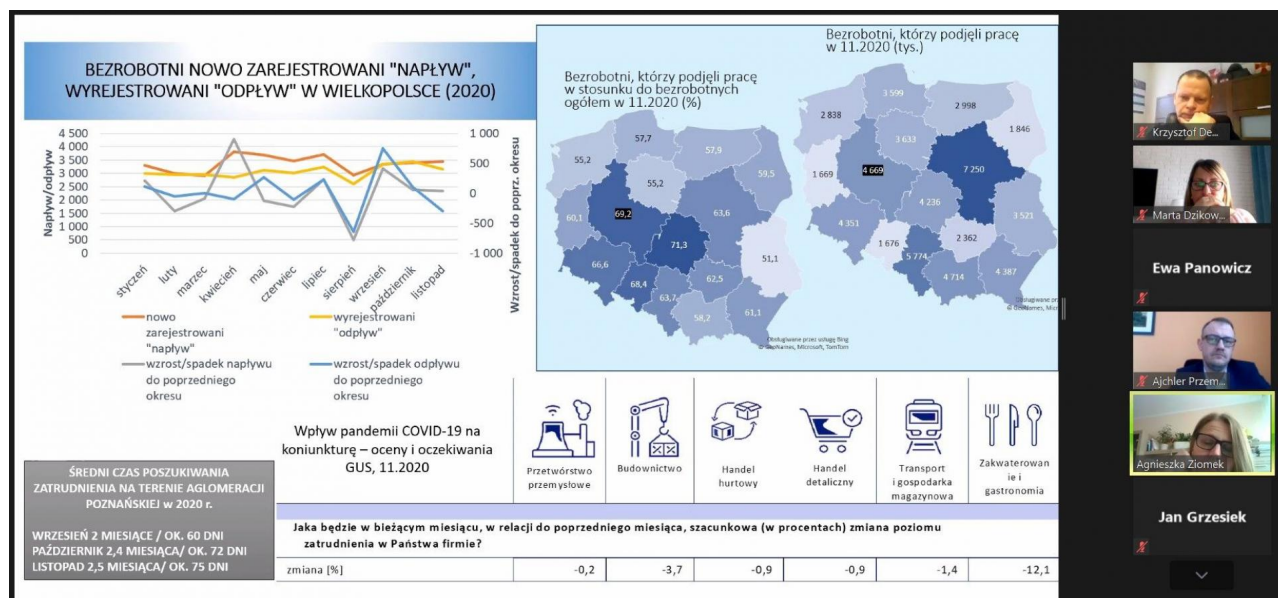 BEZROBOTNI NOWO ZAREJESTROWANI "NAPŁYW",
WYREJESTROWANI "ODPŁYW" W WIELKOPOLSCE (2020)
Napływ/odpływ
4 500
4 000
3 500
3 000
2 500
2 000
1 500
1 000
500
0
1 000
500
0
-500
-1 000
Wzrost/spadek do poprz. okresu
styczeń
luty
marzec
kwiecień
maj
czerwiec
lipiec
sierpień
wrzesień
październik
listopad
nowo
zarejestrowani
"napływ"
wyrejestrowani
"odpływ"
wzrost/spadek napływu
do poprzedniego
okresu
wzrost/spadek odpływu
do poprzedniego
okresu
Bezrobotni, którzy podjęli pracę
w stosunku do bezrobotnych
ogółem w 11.2020 (%)
55,2
57,7
57,9
59,5
55,2
60,1
69,2
63,6
71,3
51,1
66,6
68,4
62,5
63,7
58,2
61,1
Obsługiwane przez usługę Bing
© GeoNames, Microsoft, TomTom
Bezrobotni, którzy podjęli pracę
w 11.2020 (tys.)
2 838
3 599
2 998
1 846
3 633
1 669
4 669
7 250
4 236
4 351
3 521
1 676
2 362
5 774
4 714
4 387
Obsługiwane prz
© GeoNames, Micr
Wpływ pandemii COVID-19 na
koniunkturę – oceny i oczekiwania
GUS, 11.2020
Przetwórstwo
przemysłowe
Budownictwo
Handel
hurtowy
Handel
detaliczny
Transport
i gospodarka
magazynowa
Zakwaterowan
ie i
gastronomia
Jaka będzie w bieżącym miesiącu, w relacji do poprzedniego miesiąca, szacunkowa (w procentach) zmiana poziomu
zatrudnienia w Państwa firmie?
zmiana [%] -0,2 -3,7 -0,9 -0,9 -1,4 -12,1
ŚREDNI CZAS POSZUKIWANIA
ZATRUDNIENIA NA TERENIE AGLOMERACJI
POZNAŃSKIEJ w 2020 r.
WRZESIEŃ 2 MIESIĄCE / OK. 60 DNI
PAŹDZIERNIK 2,4 MIESIĄCA/ OK. 72 DNI
LISTOPAD 2,5 MIESIĄCA/ OK. 75 DNI
Krzysztof De...
Marta Dzikow...
Ewa Panowicz
Ajchler Przem...
Agnieszka Ziomek
Jan Grzesiek